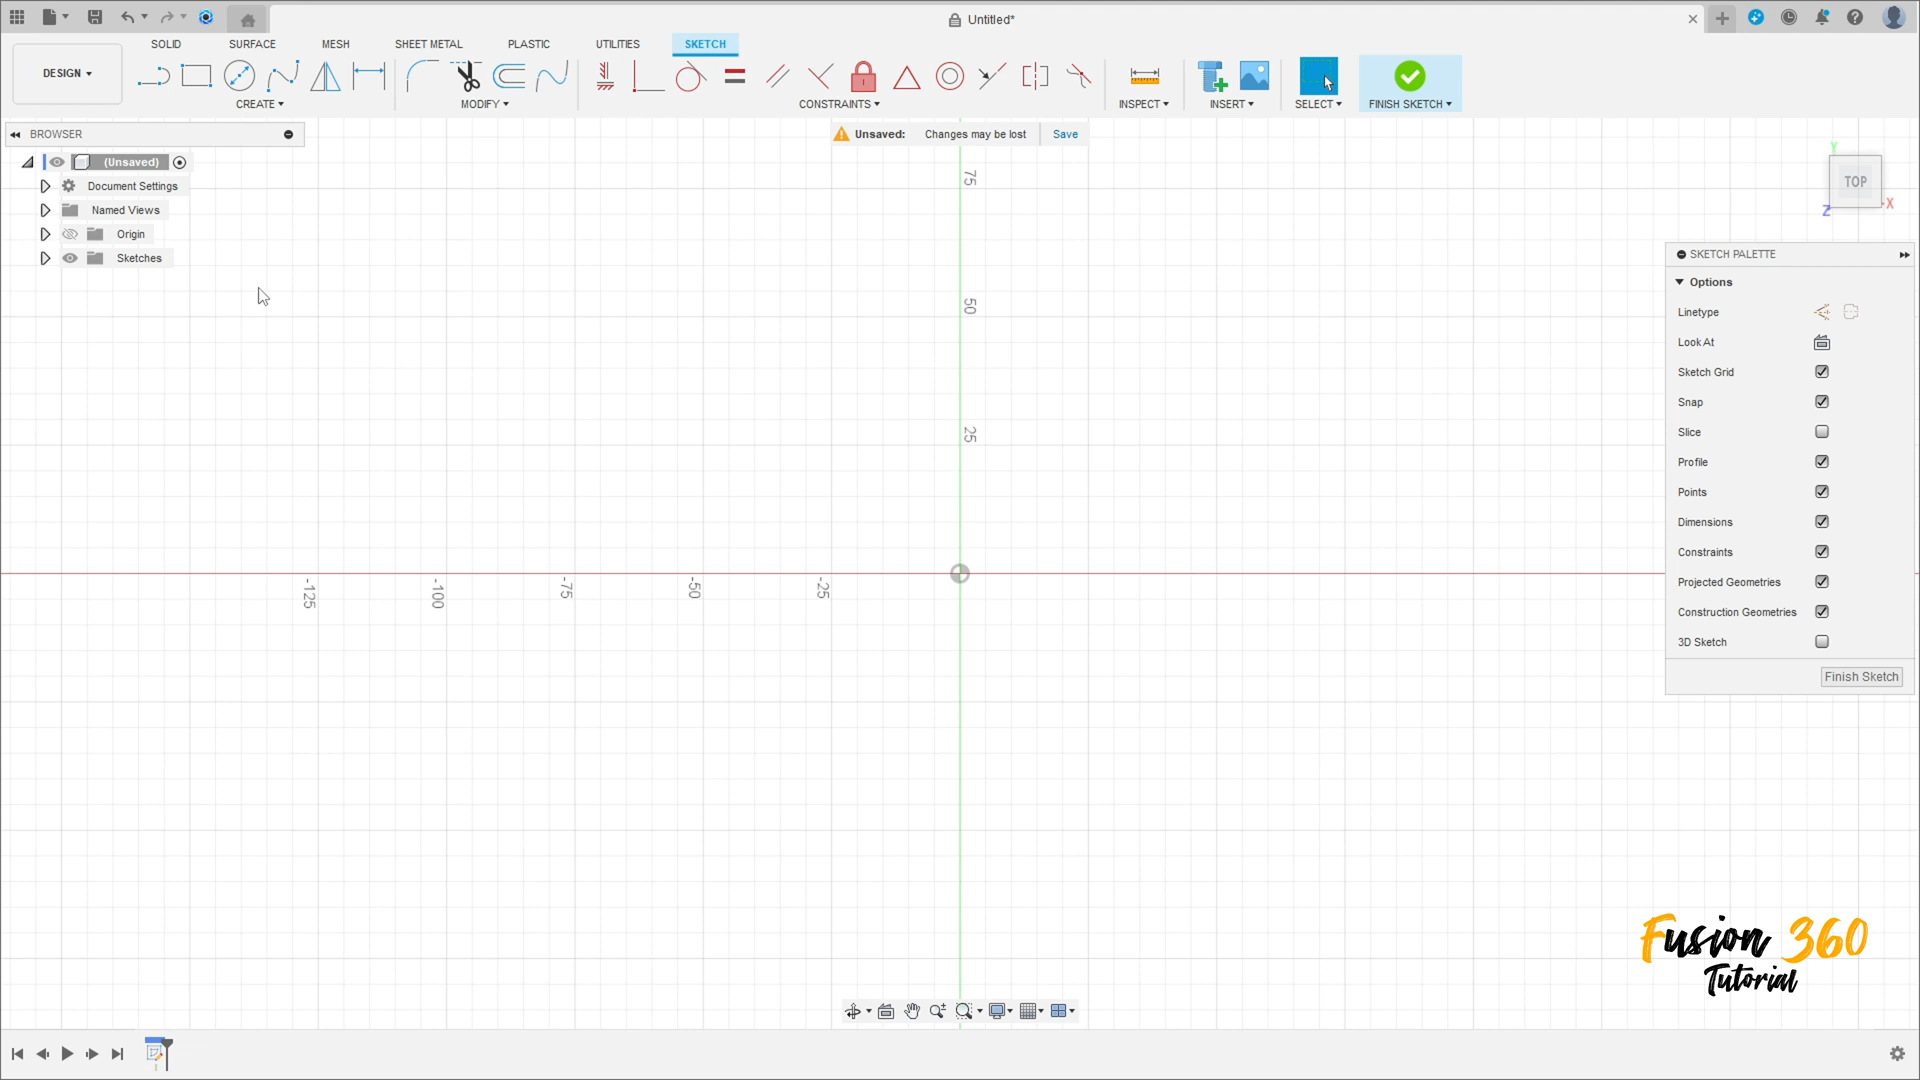 Untitled*
SOLID
SURFACE
MESH
SHEET METAL
PLASTIC
UTILITIES
SKETCH
DESIGN
CREATE
MODIFY
CONSTRAINTS
INSPECT
INSERT
SELECT
FINISH SKETCH
BROWSER
Unsaved: Changes may be lost Save
(Unsaved)
Document Settings
Named Views
Origin
Sketches
75
50
25
-125
-100
-75
-50
-25
Y
TOP
Z
-X
SKETCH PALETTE
Options
Linetype
Look At
Sketch Grid
Snap
Slice
Profile
Points
Dimensions
Constraints
Projected Geometries
Construction Geometries
3D Sketch
Finish Sketch
Fusion 360
Tutorial